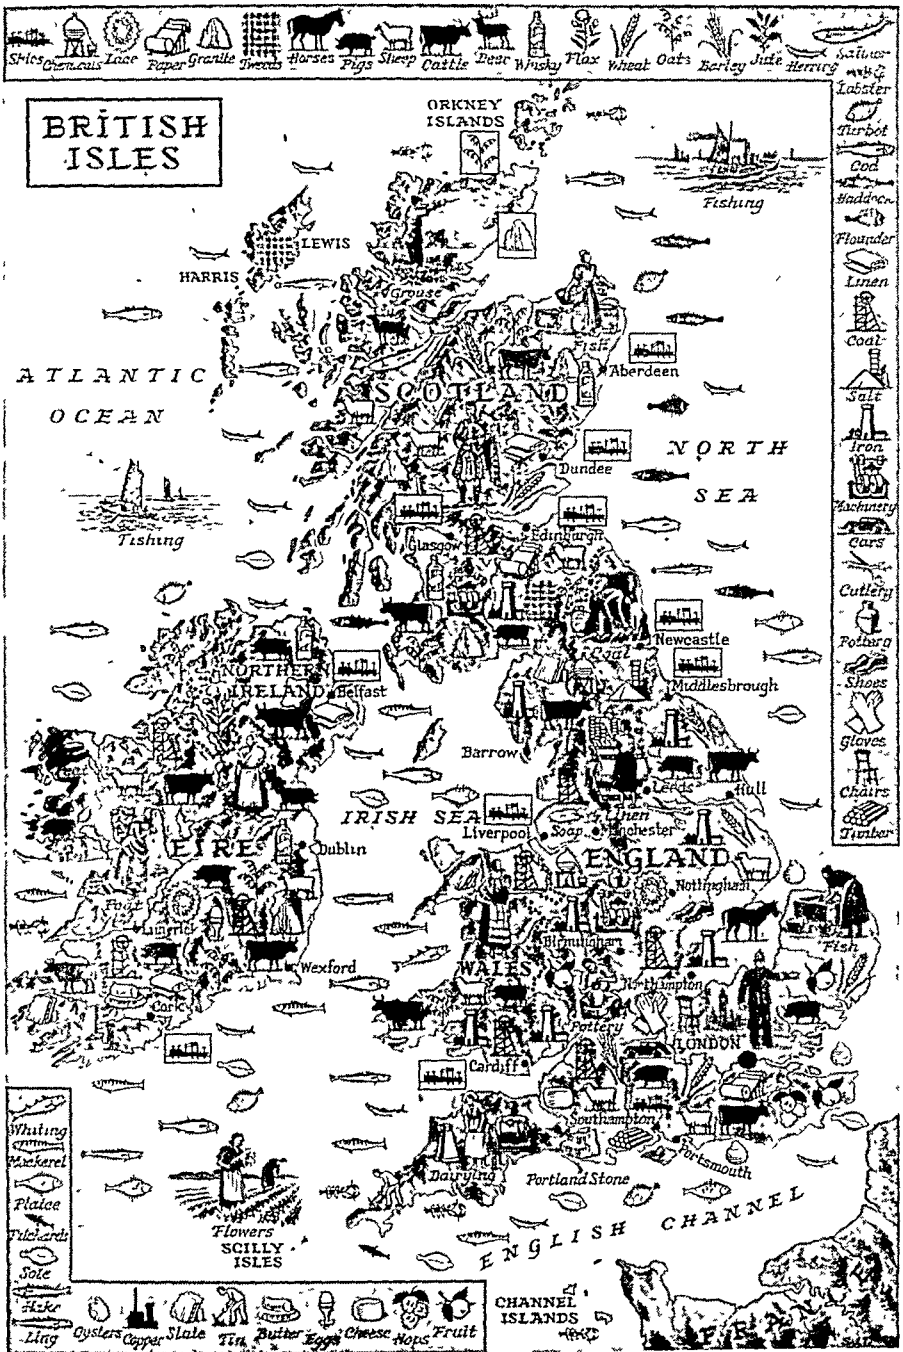 Ships Chemicals Lace Paper Granite Tweeds Horses Pigs Sheep Cattle Deer Whisky Flax Wheat Oats Barley Jute Herring
Salmon
Lobster
Turbot
Cod
Haddock
Flounder
Linen
Coal
Salt
Iron
Machinery
Cars
Cutlery
Pottery
Shoes
Gloves
Chairs
Timber
BRITISH
ISLES
ORKNEY
ISLANDS
Fishing
LEWIS
HARRIS
Grouse
Fish
Aberdeen
ATLANTIC
OCEAN
SCOTLAND
NORTH
SEA
Dundee
Fishing
Glasgow
Edinburgh
Newcastle
Coal
NORTHERN
IRELAND
Belfast
Middlesbrough
Barrow
Leeds
Hull
IRISH SEA
Liverpool
Soap
Linen
Manchester
EIRE
Dublin
ENGLAND
Nottingham
Peat
Limerick
Birmingham
Fish
Wexford
WALES
Northampton
Cork
Pottery
LONDON
Cardiff
Southampton
Portsmouth
Dairying
Portland Stone
Flowers
SCILLY
ISLES
ENGLISH CHANNEL
CHANNEL
ISLANDS
FRA
Whiting
Mackerel
Plaice
Pilchards
Sole
Hake
Ling
Oysters Copper Slate Tin Butter Eggs Cheese Hops Fruit